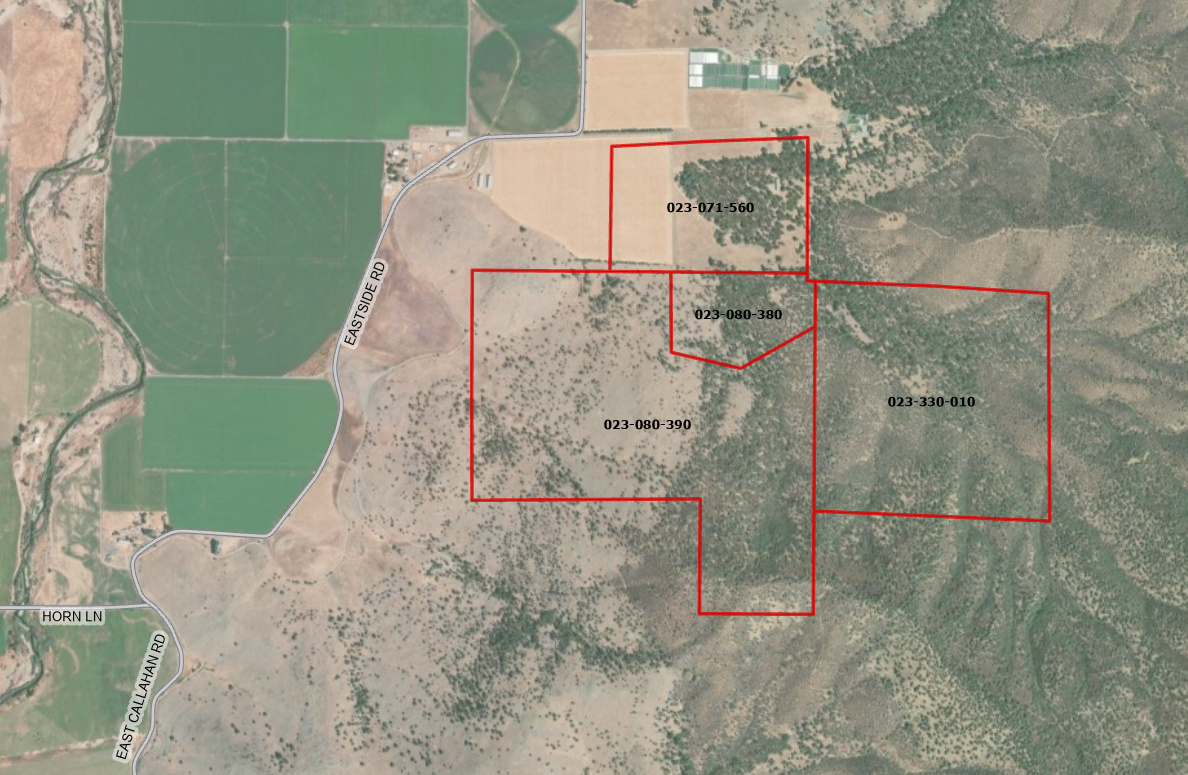 023-071-560
EASTSIDE RD
023-080-380
023-330-010
023-080-390
HORN LN
EAST CALLAHAN RD